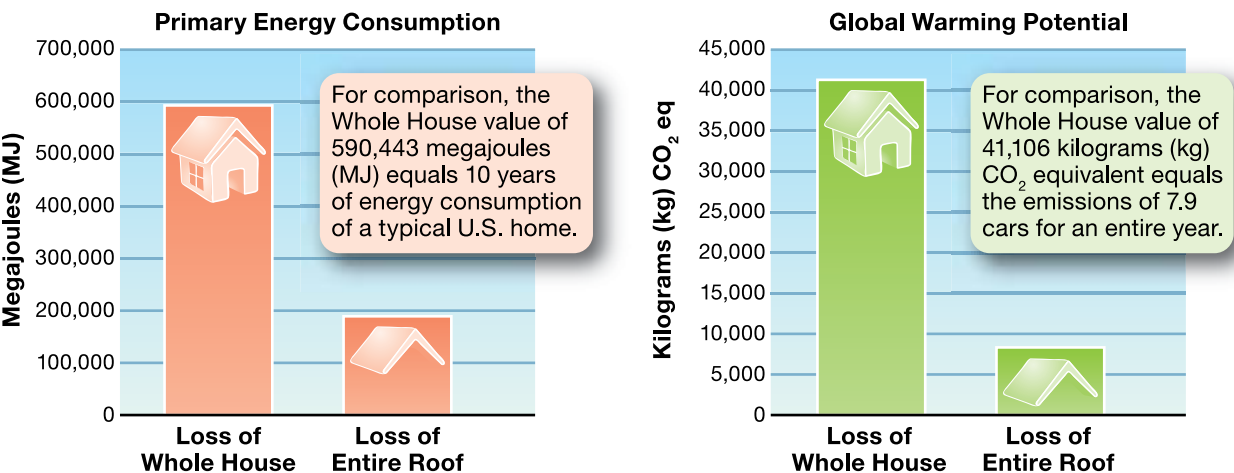 Primary Energy Consumption
Megajoules (MJ)
700,000
600,000
500,000
400,000
300,000
200,000
100,000
0
For comparison, the
Whole House value of
590,443 megajoules
(MJ) equals 10 years
of energy consumption
of a typical U.S. home.
Loss of
Whole House
Loss of
Entire Roof
Global Warming Potential
Kilograms (kg) CO₂ eq
45,000
40,000
35,000
30,000
25,000
20,000
15,000
10,000
5,000
0
For comparison, the
Whole House value of
41,106 kilograms (kg)
CO₂ equivalent equals
the emissions of 7.9
cars for an entire year.
Loss of
Whole House
Loss of
Entire Roof